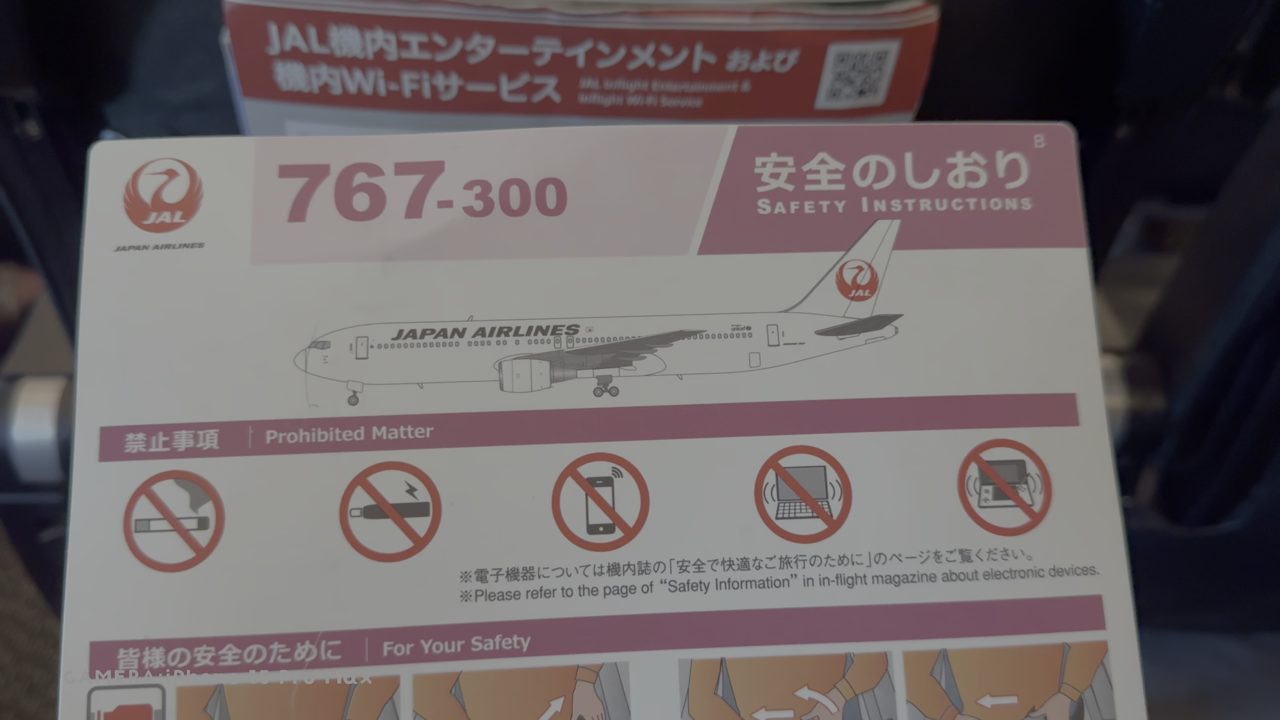 JAL機内エンターテインメント および
機内Wi-Fiサービス
JAL Inflight Entertainment &
Inflight Wi-Fi Service
JAL
JAPAN AIRLINES
767-300
安全のしおり
B
SAFETY INSTRUCTIONS
JAL
JAPAN AIRLINES
禁止事項 | Prohibited Matter
※電子機器については機内誌の「安全で快適なご旅行のために」のページをご覧ください。
※Please refer to the page of “Safety Information” in in-flight magazine about electronic devices.
皆様の安全のために | For Your Safety